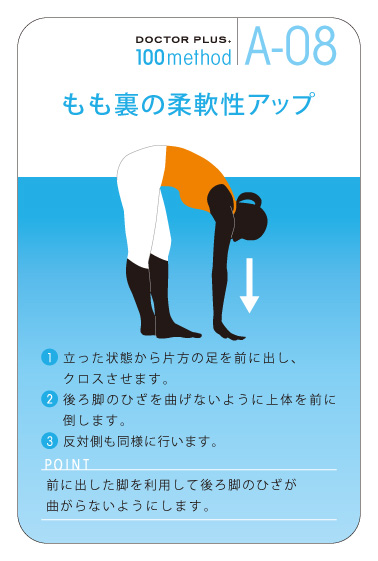 DOCTOR PLUS.
100method
A-08
もも裏の柔軟性アップ
1 立った状態から片方の足を前に出し、
クロスさせます。
2 後ろ脚のひざを曲げないように上体を前に
倒します。
3 反対側も同様に行います。
POINT
前に出した脚を利用して後ろ脚のひざが
曲がらないようにします。